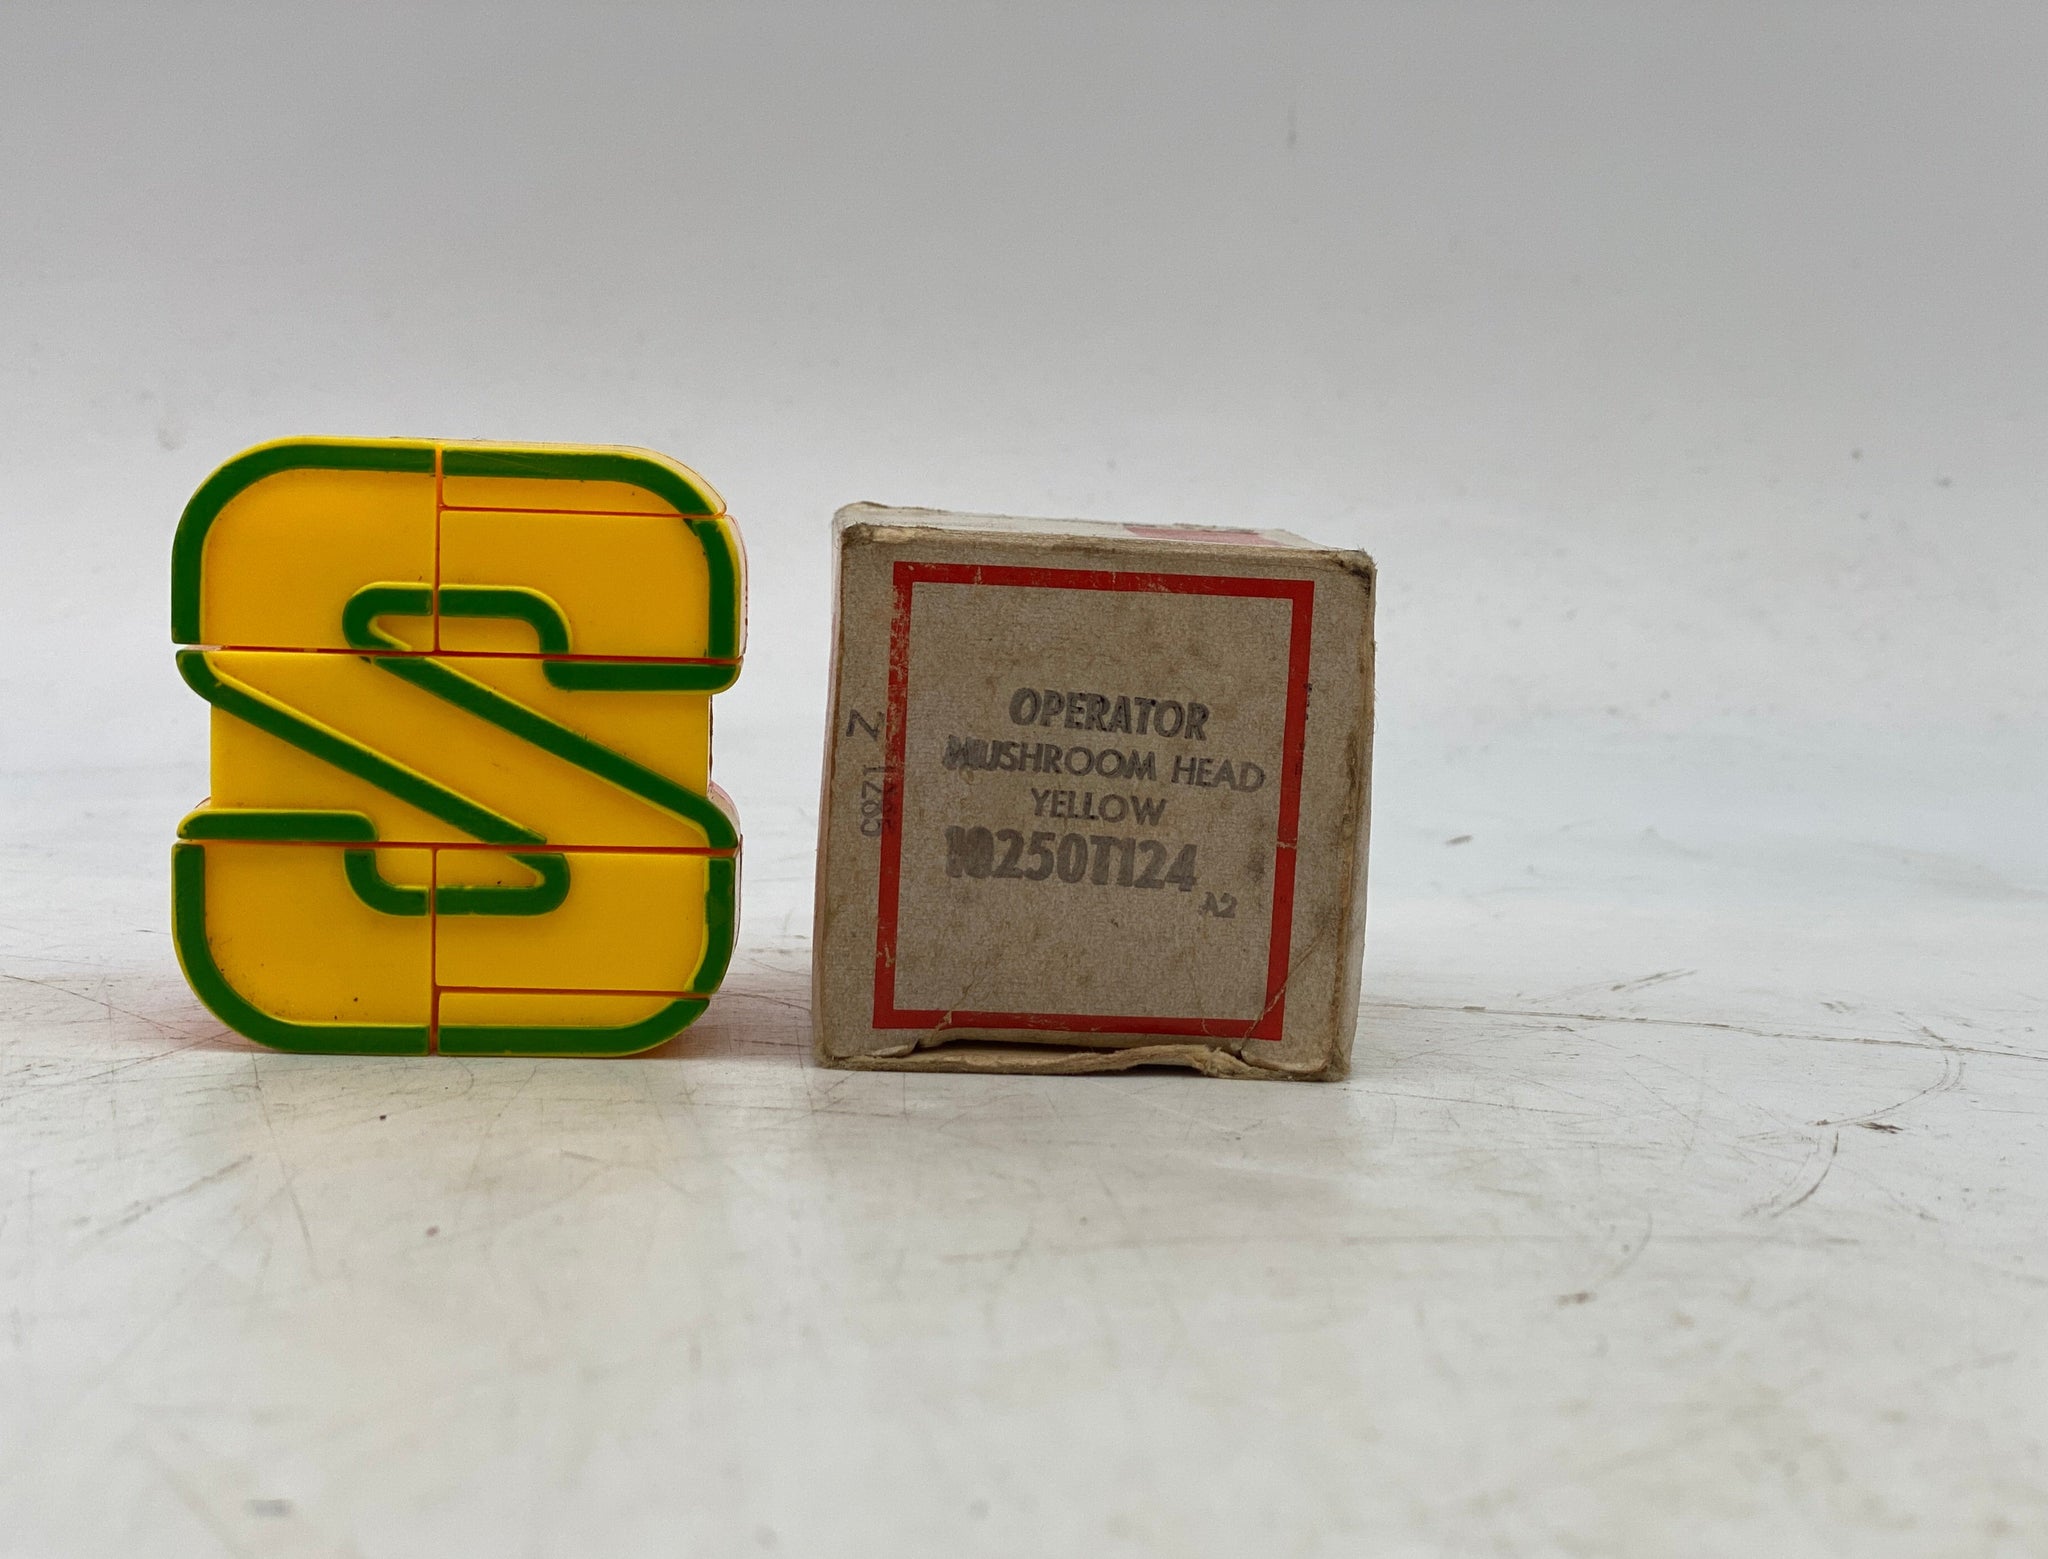 S
OPERATOR
MUSHROOM HEAD
YELLOW
10250T124
A2
Z 1285